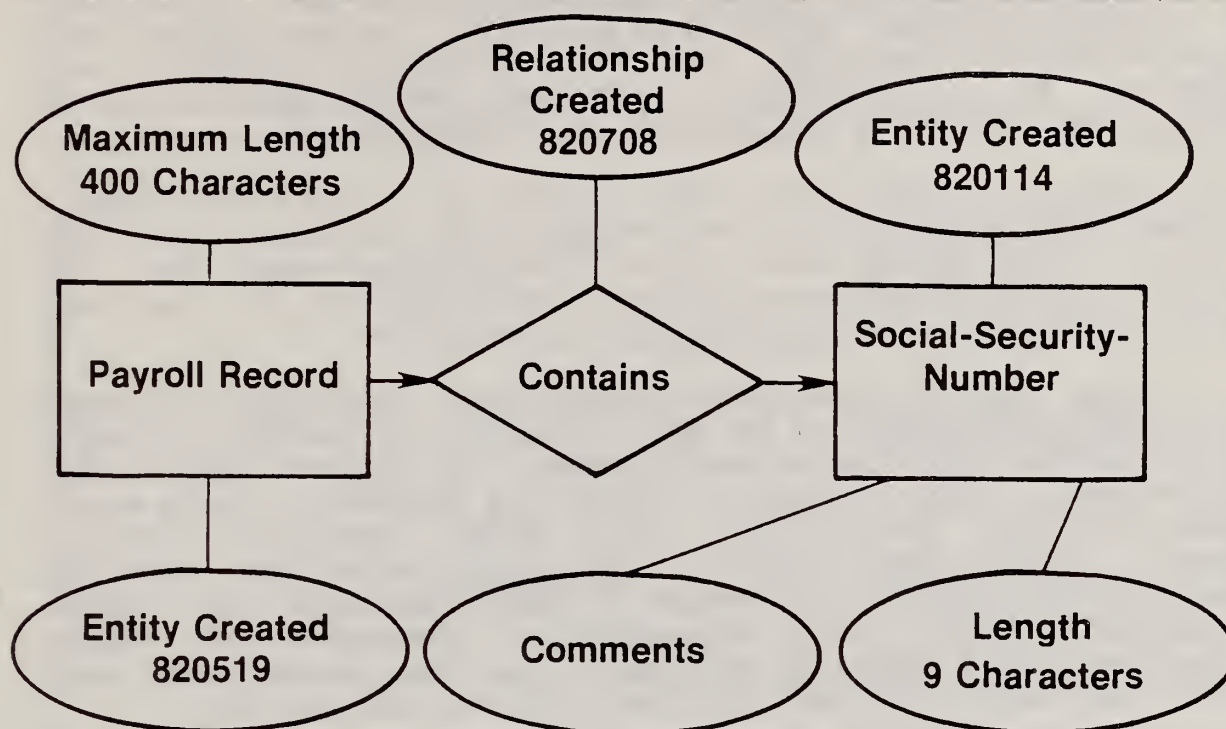 Relationship
Created
820708
Maximum Length
400 Characters
Entity Created
820114
Payroll Record
Contains
Social-Security-
Number
Entity Created
820519
Comments
Length
9 Characters